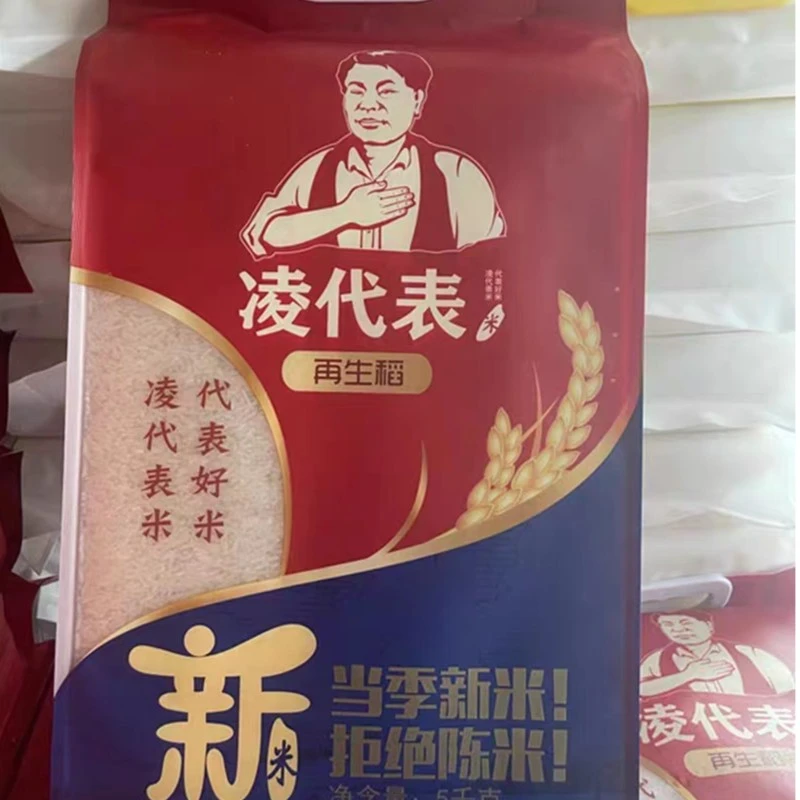 凌代表
代表好米
凌代表米
米
再生稻
代表好米
凌代表米
新
米
当季新米！
拒绝陈米！
净含量：5千克
凌代表
再生稻